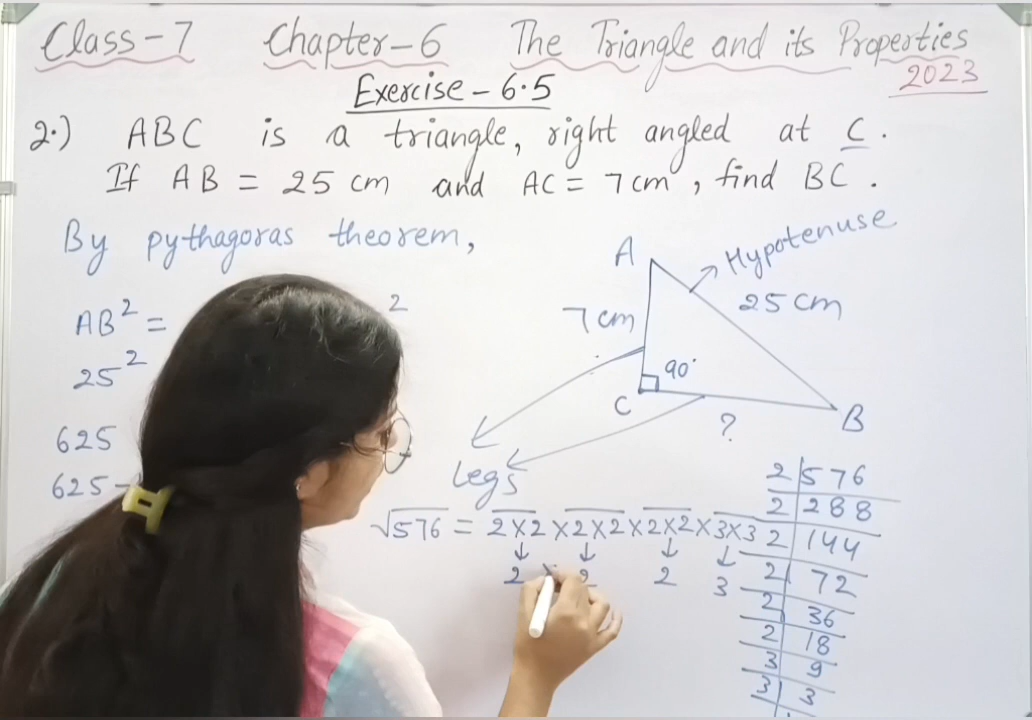 Class-7 Chapter-6 The Triangle and its Properties
2023
Exercise-6.5
2.) ABC is a triangle, right angled at C.
If AB = 25 cm and AC = 7 cm, find BC.
By pythagoras theorem,
AB² = ²
25²
625
625-
A
Hypotenuse
7 cm
25 cm
90°
C
B
?
legs
√576 = 2×2×2×2×2×2×3×3
2 × 2 2 3
2 | 576
2 | 288
2 | 144
2 | 72
2 | 36
2 | 18
3 | 9
3 | 3